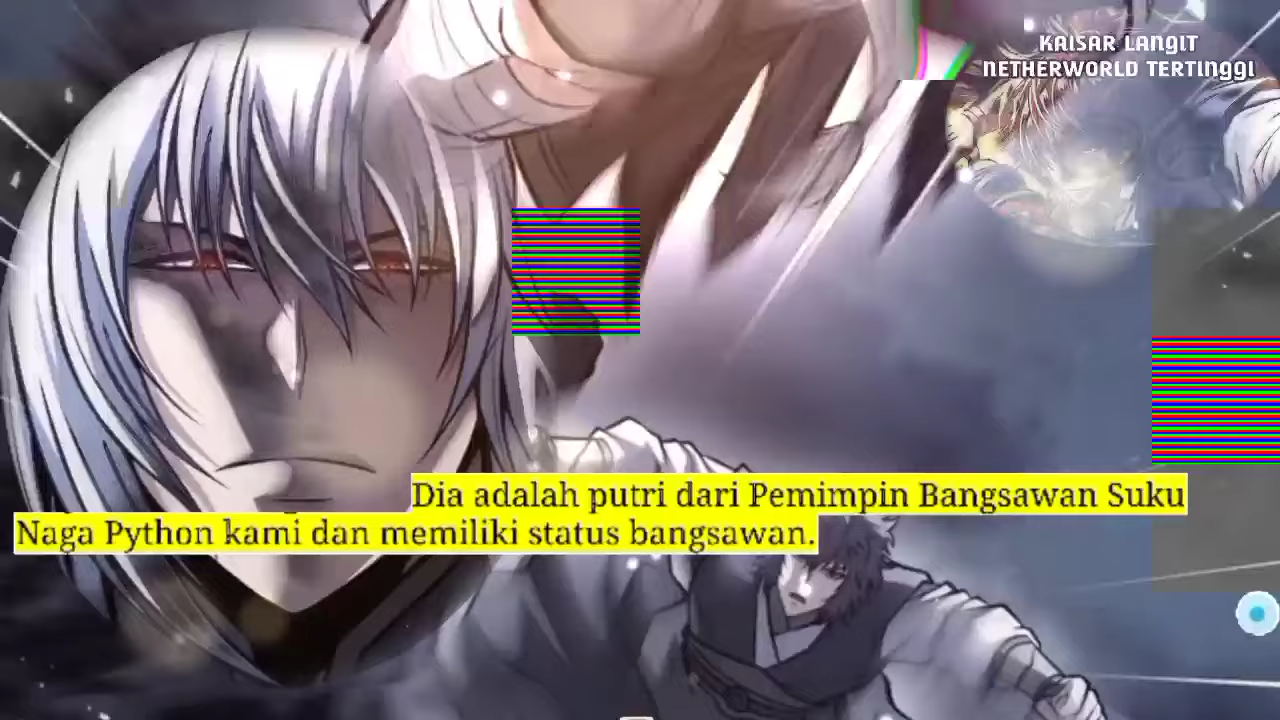 KAISAR LANGIT
NETHERWORLD TERTINGGI
Dia adalah putri dari Pemimpin Bangsawan Suku
Naga Python kami dan memiliki status bangsawan.